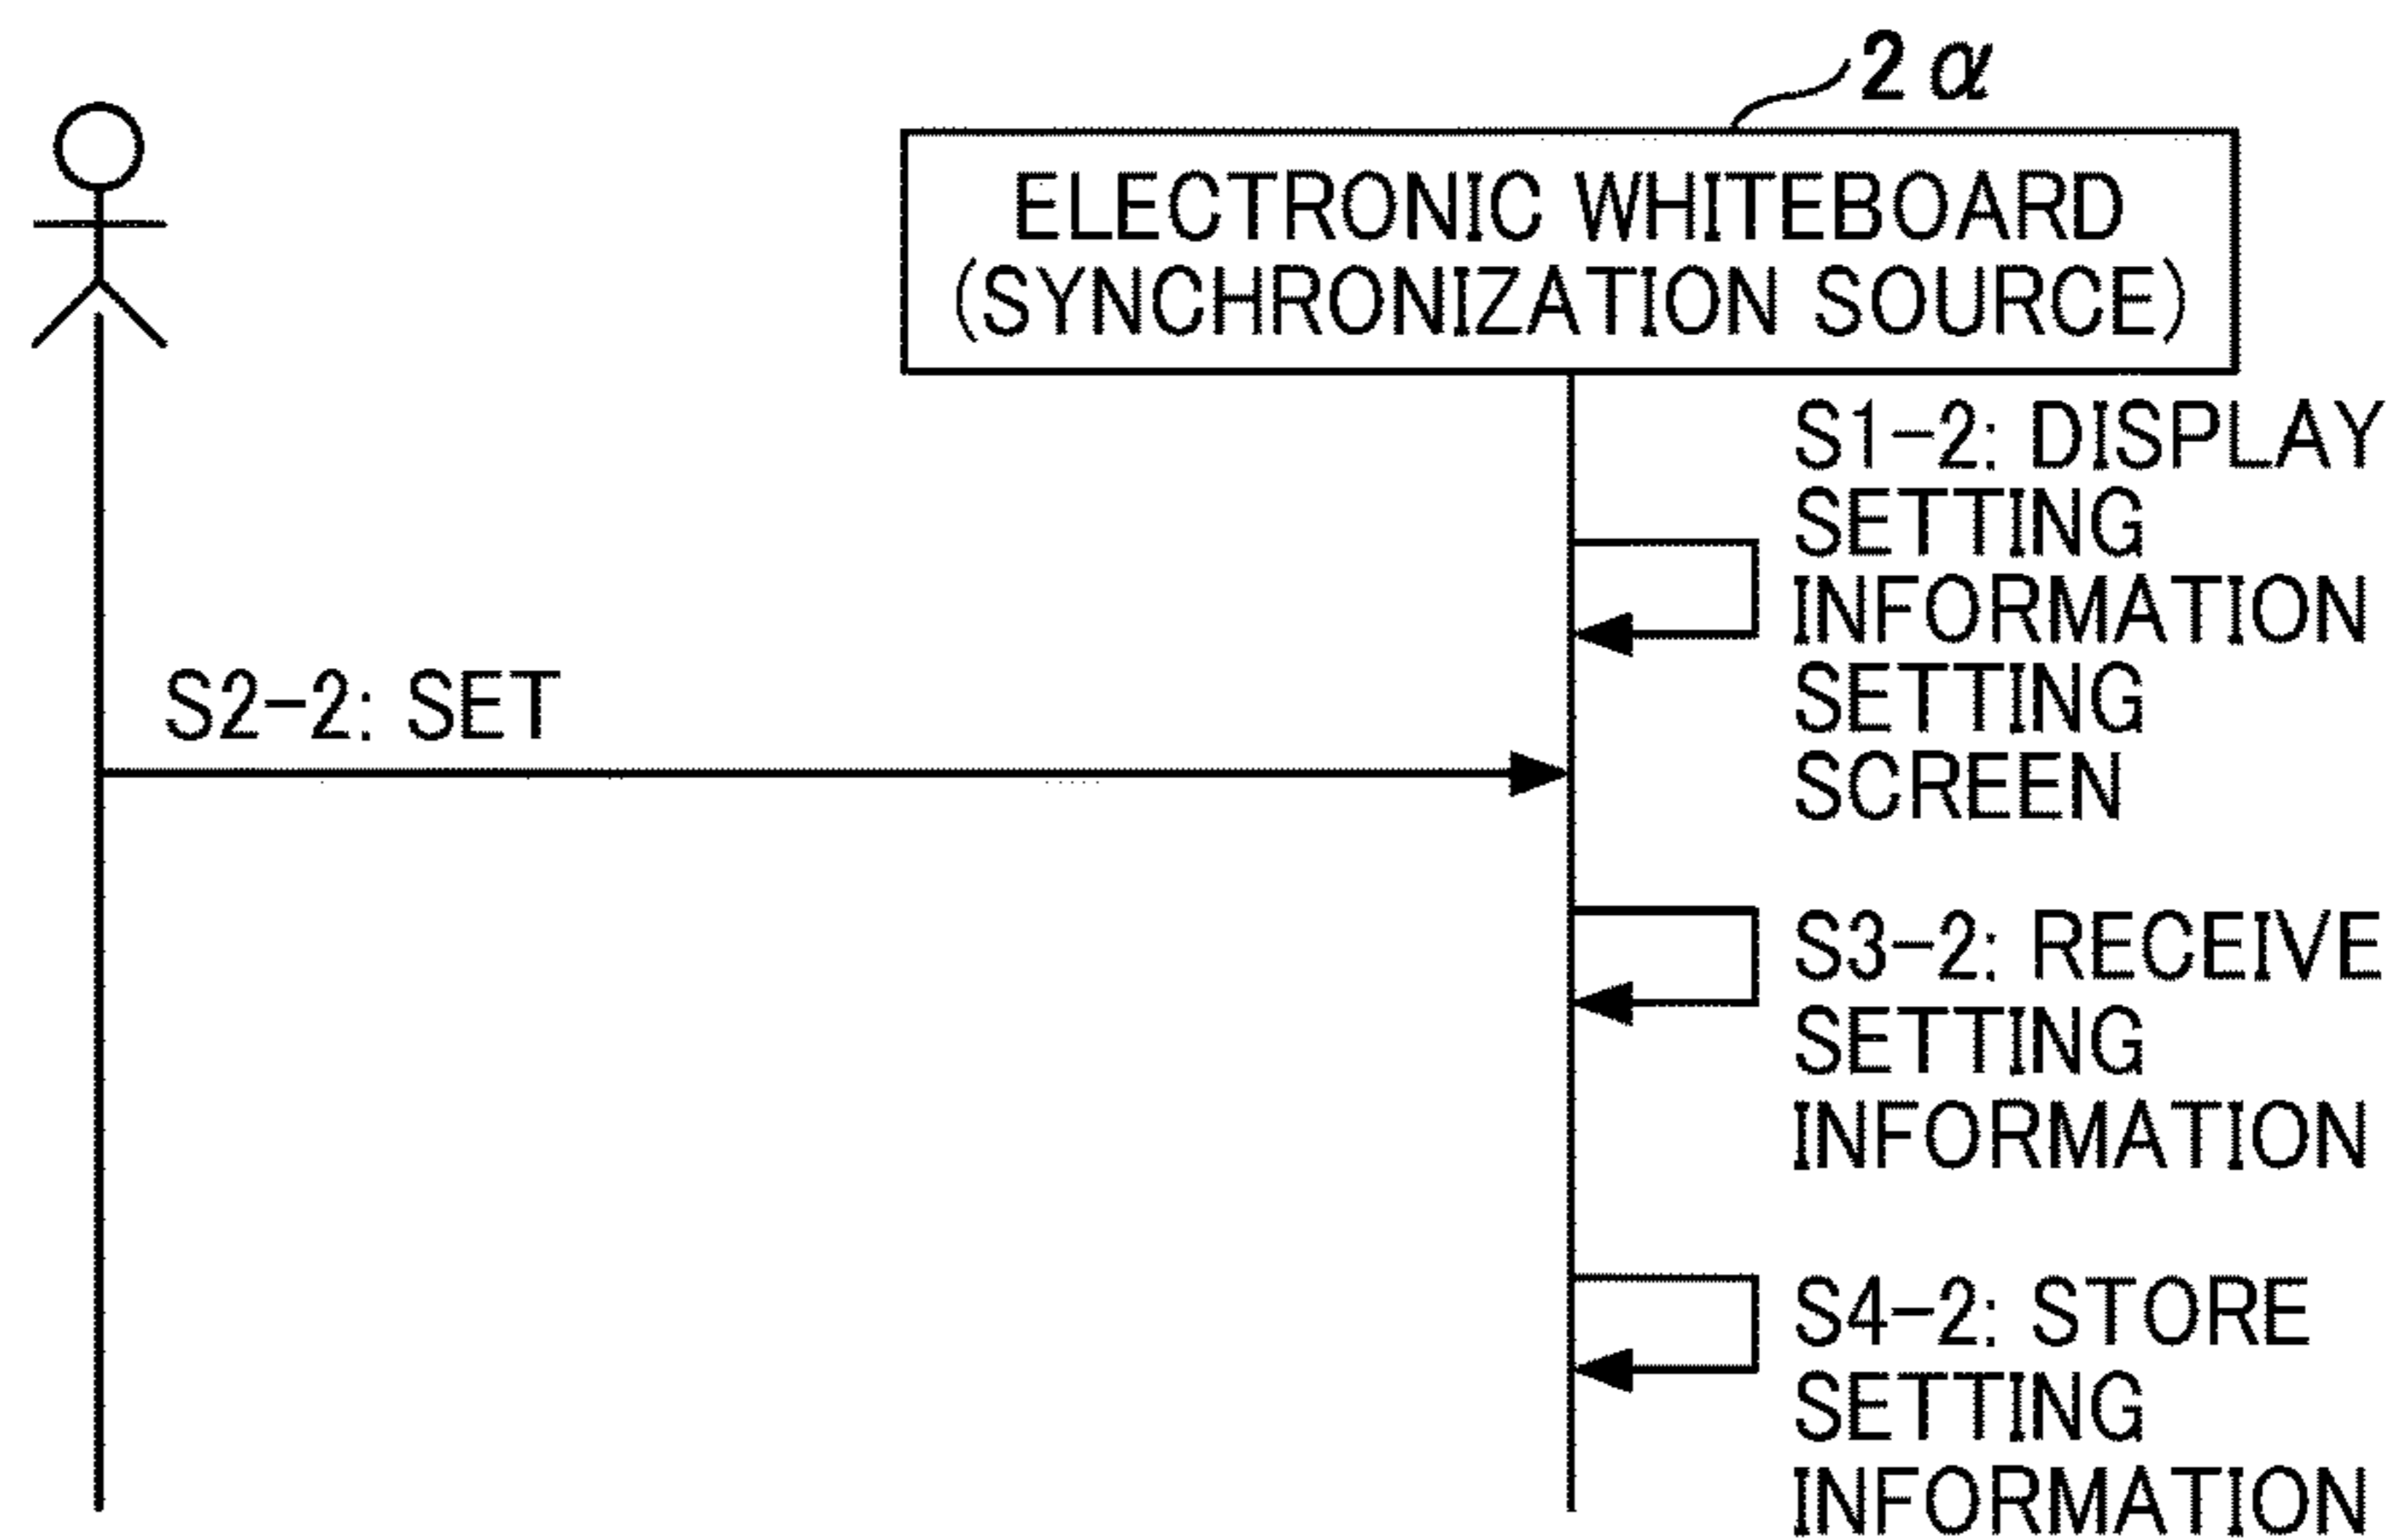 2α
ELECTRONIC WHITEBOARD
(SYNCHRONIZATION SOURCE)
S1-2: DISPLAY
SETTING
INFORMATION
SETTING
SCREEN
S2-2: SET
S3-2: RECEIVE
SETTING
INFORMATION
S4-2: STORE
SETTING
INFORMATION